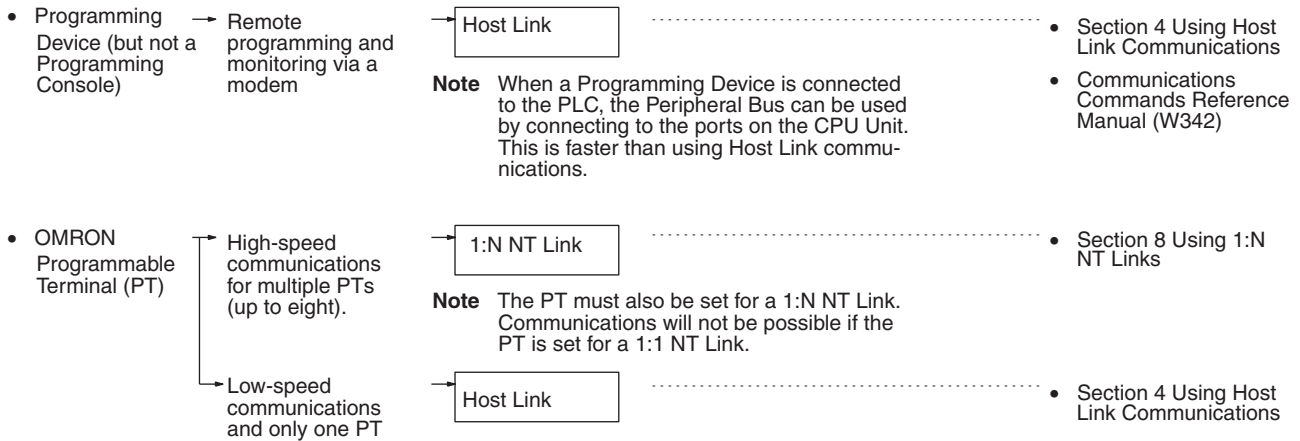 • Programming
Device (but not a
Programming
Console)
Remote
programming and
monitoring via a
modem
Host Link
Note When a Programming Device is connected
to the PLC, the Peripheral Bus can be used
by connecting to the ports on the CPU Unit.
This is faster than using Host Link commu-
nications.
• Section 4 Using Host
Link Communications
• Communications
Commands Reference
Manual (W342)
• OMRON
Programmable
Terminal (PT)
High-speed
communications
for multiple PTs
(up to eight).
1:N NT Link
Note The PT must also be set for a 1:N NT Link.
Communications will not be possible if the
PT is set for a 1:1 NT Link.
• Section 8 Using 1:N
NT Links
Low-speed
communications
and only one PT
Host Link
• Section 4 Using Host
Link Communications